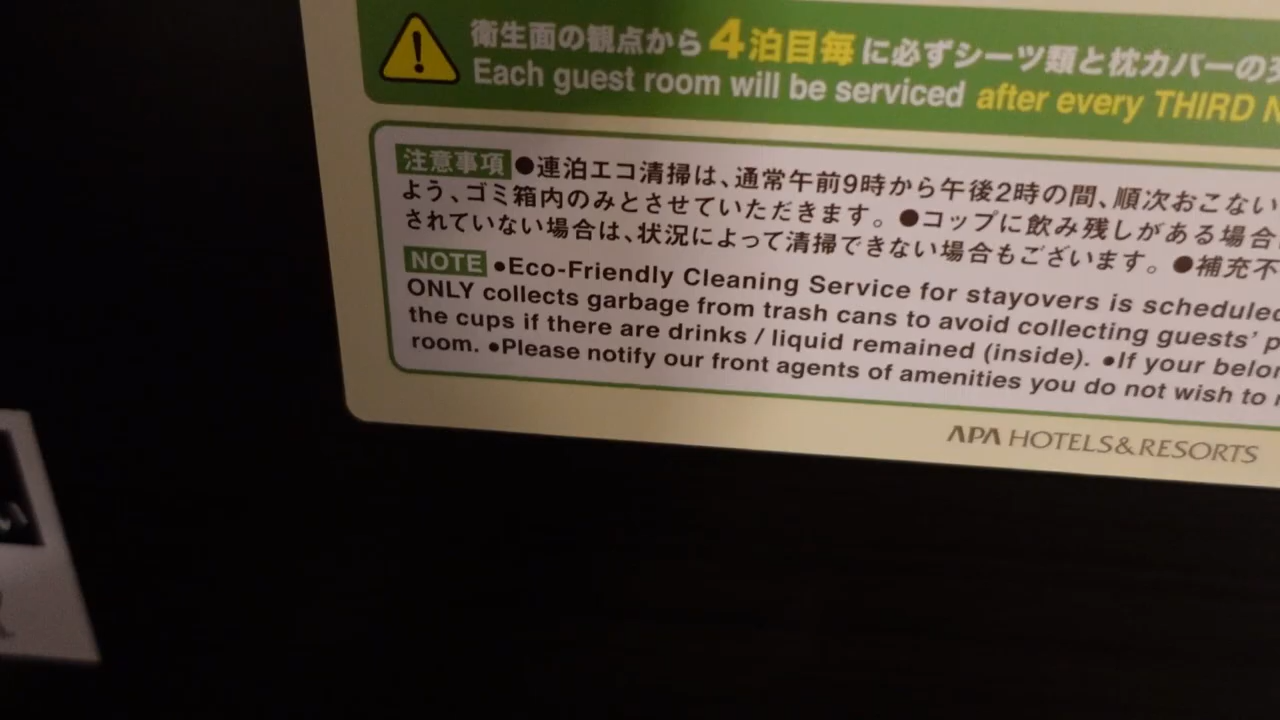 衛生面の観点から4泊目毎に必ずシーツ類と枕カバーの
Each guest room will be serviced after every THIRD
注意事項 ●連泊エコ清掃は、通常午前9時から午後2時の間、順次おこない
よう、ゴミ箱内のみとさせていただきます。●コップに飲み残しがある場合
されていない場合は、状況によって清掃できない場合もございます。●補充不
NOTE ●Eco-Friendly Cleaning Service for stayovers is scheduled
ONLY collects garbage from trash cans to avoid collecting guests'
the cups if there are drinks / liquid remained (inside). ●If your
room. ●Please notify our front agents of amenities you do not wish to
APA HOTELS&RESORTS
い